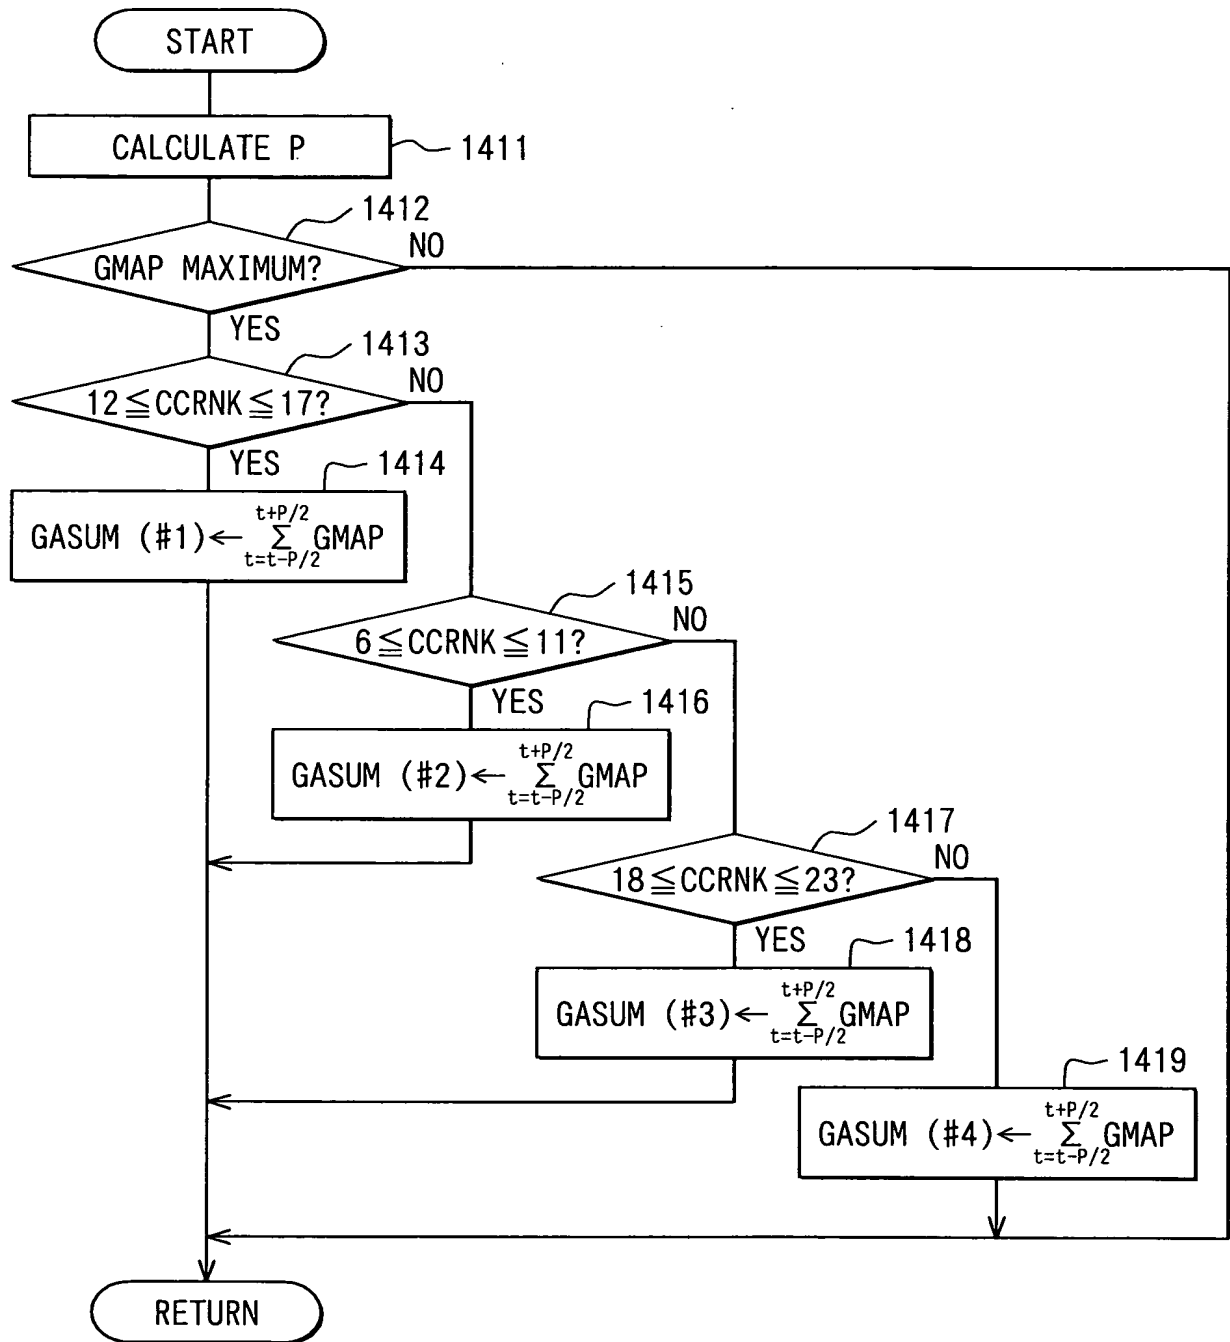 START
CALCULATE P
1411
1412
GMAP MAXIMUM?
NO
YES
1413
12≦CCRNK≦17?
NO
YES
1414
GASUM (#1)← t+P/2 Σ t=t-P/2 GMAP
1415
6≦CCRNK≦11?
NO
YES
1416
GASUM (#2)← t+P/2 Σ t=t-P/2 GMAP
1417
18≦CCRNK≦23?
NO
YES
1418
GASUM (#3)← t+P/2 Σ t=t-P/2 GMAP
1419
GASUM (#4)← t+P/2 Σ t=t-P/2 GMAP
RETURN